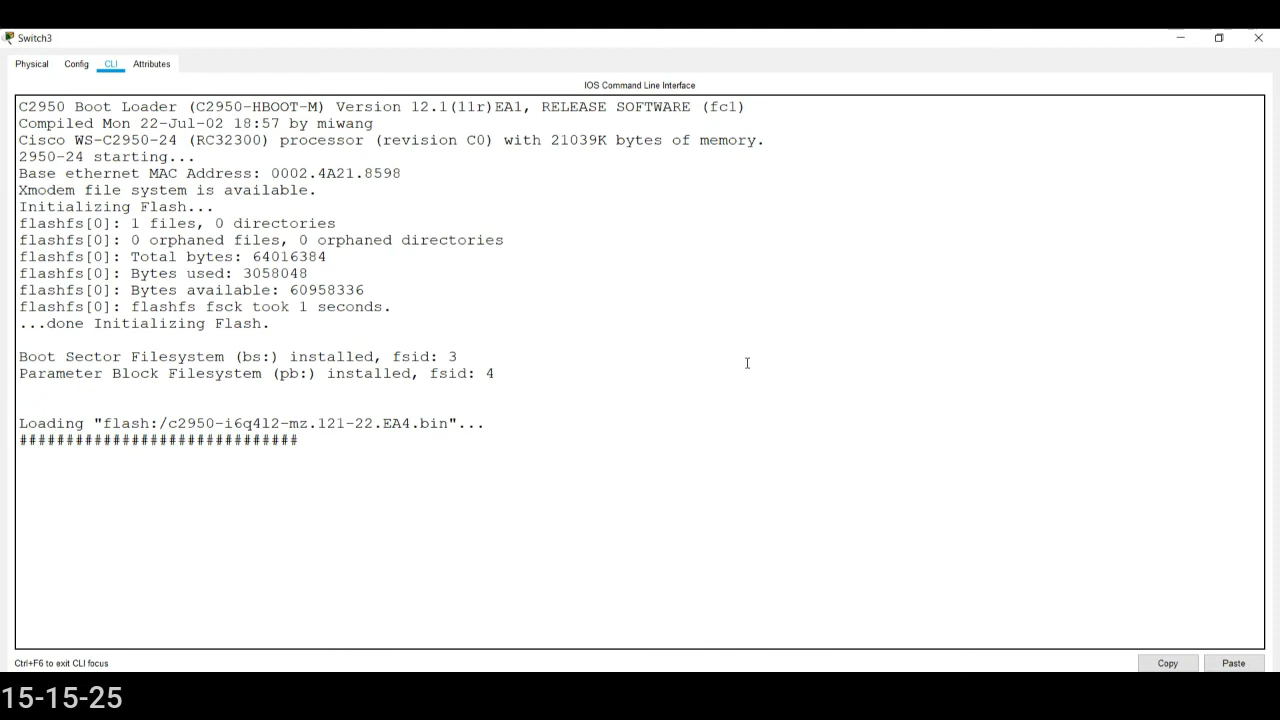 Switch3
Physical Config CLI Attributes
IOS Command Line Interface
C2950 Boot Loader (C2950-HBOOT-M) Version 12.1(11r)EA1, RELEASE SOFTWARE (fc1)
Compiled Mon 22-Jul-02 18:57 by miwang
Cisco WS-C2950-24 (RC32300) processor (revision C0) with 21039K bytes of memory.
2950-24 starting...
Base ethernet MAC Address: 0002.4A21.8598
Xmodem file system is available.
Initializing Flash...
flashfs[0]: 1 files, 0 directories
flashfs[0]: 0 orphaned files, 0 orphaned directories
flashfs[0]: Total bytes: 64016384
flashfs[0]: Bytes used: 3058048
flashfs[0]: Bytes available: 60958336
flashfs[0]: flashfs fsck took 1 seconds.
...done Initializing Flash.
Boot Sector Filesystem (bs:) installed, fsid: 3
Parameter Block Filesystem (pb:) installed, fsid: 4
Loading "flash:/c2950-i6q4l2-mz.121-22.EA4.bin"...
##############################
Ctrl+F6 to exit CLI focus
Copy Paste
15-15-25